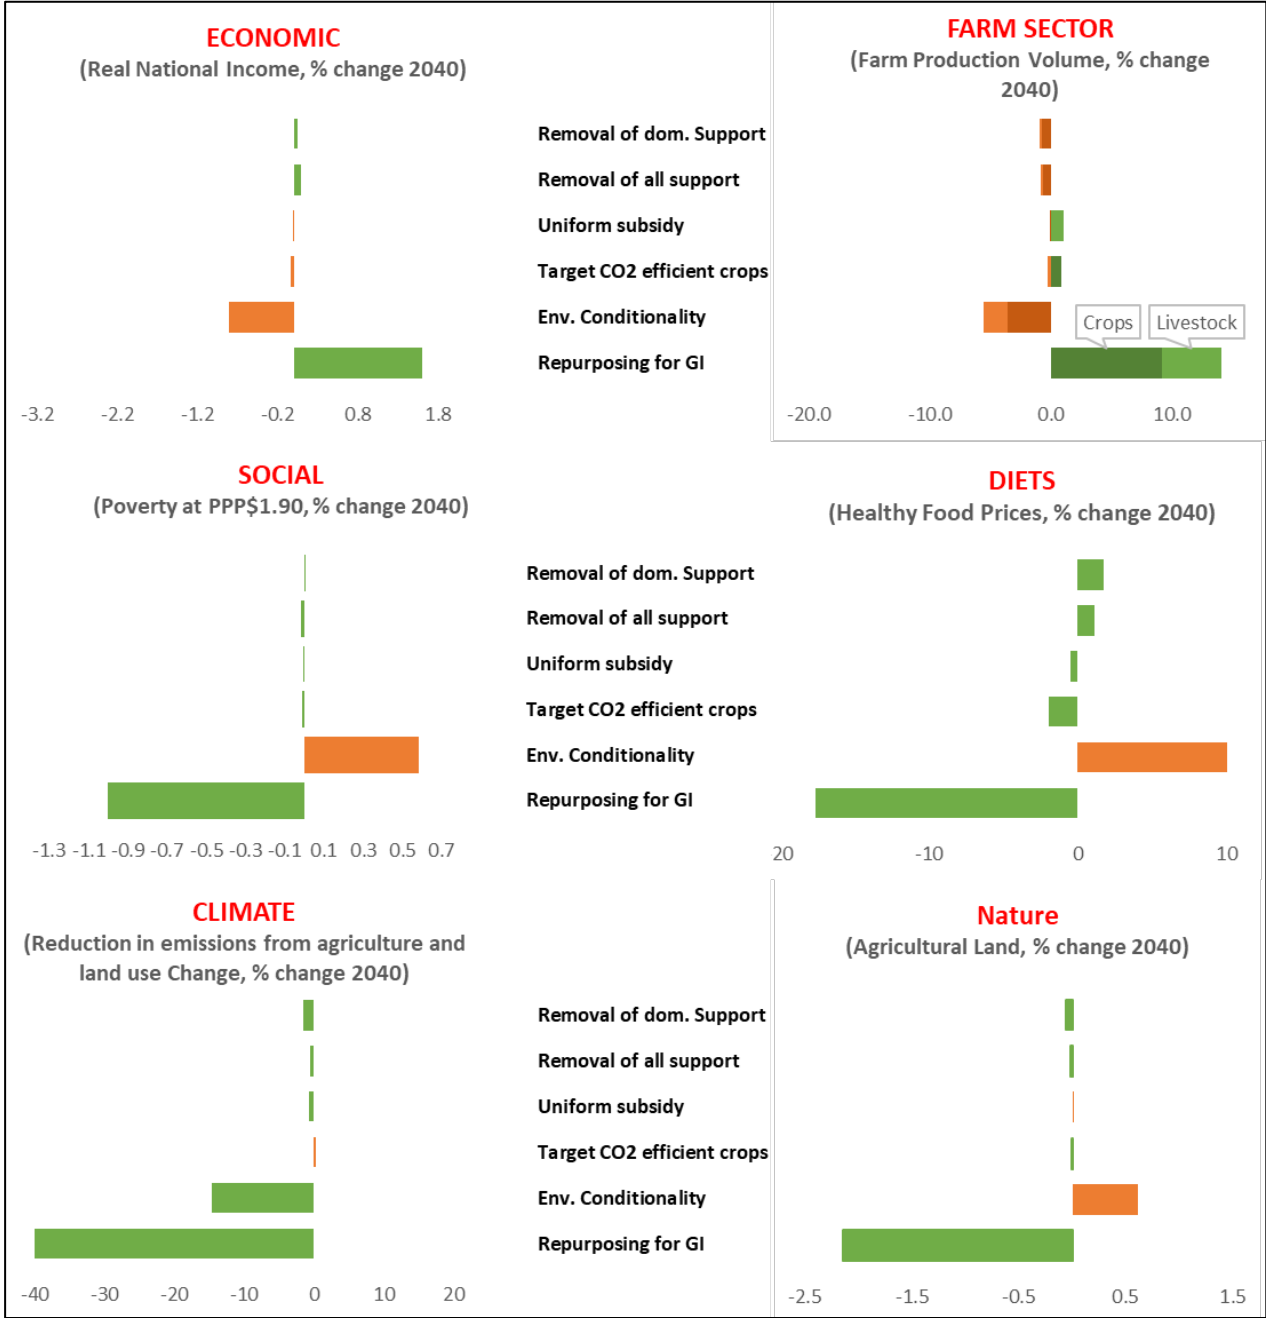 ECONOMIC
(Real National Income, % change 2040)
FARM SECTOR
(Farm Production Volume, % change
2040)
Removal of dom. Support
Removal of all support
Uniform subsidy
Target CO2 efficient crops
Env. Conditionality
Repurposing for GI
Crops Livestock
-3.2 -2.2 -1.2 -0.2 0.8 1.8
-20.0 -10.0 0.0 10.0
SOCIAL
(Poverty at PPP$1.90, % change 2040)
DIETS
(Healthy Food Prices, % change 2040)
Removal of dom. Support
Removal of all support
Uniform subsidy
Target CO2 efficient crops
Env. Conditionality
Repurposing for GI
-1.3 -1.1 -0.9 -0.7 -0.5 -0.3 -0.1 0.1 0.3 0.5 0.7
20 -10 0 10
CLIMATE
(Reduction in emissions from agriculture and
land use Change, % change 2040)
Nature
(Agricultural Land, % change 2040)
Removal of dom. Support
Removal of all support
Uniform subsidy
Target CO2 efficient crops
Env. Conditionality
Repurposing for GI
-40 -30 -20 -10 0 10 20
-2.5 -1.5 -0.5 0.5 1.5